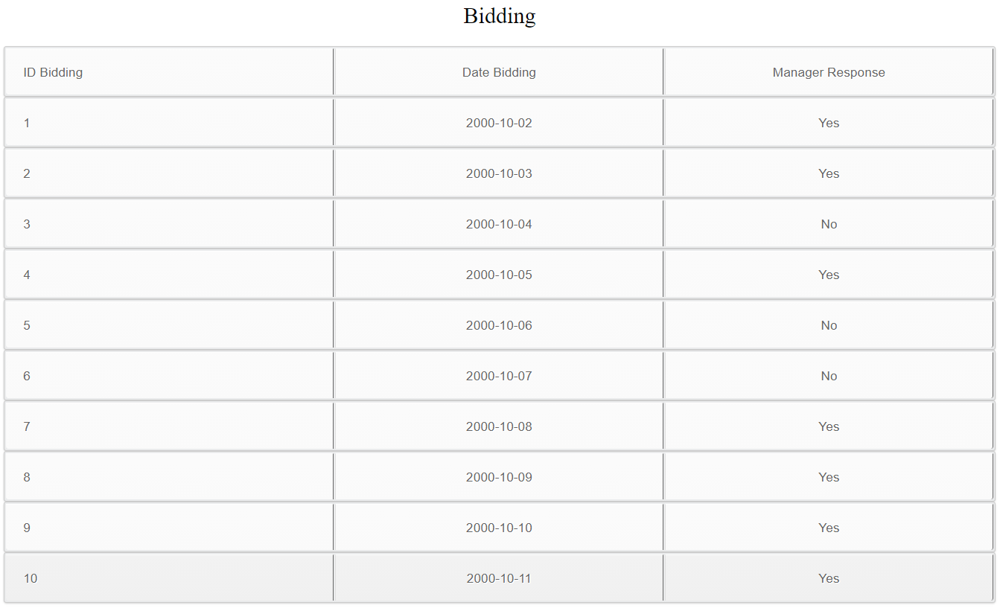 Bidding
ID Bidding Date Bidding Manager Response
1 2000-10-02 Yes
2 2000-10-03 Yes
3 2000-10-04 No
4 2000-10-05 Yes
5 2000-10-06 No
6 2000-10-07 No
7 2000-10-08 Yes
8 2000-10-09 Yes
9 2000-10-10 Yes
10 2000-10-11 Yes